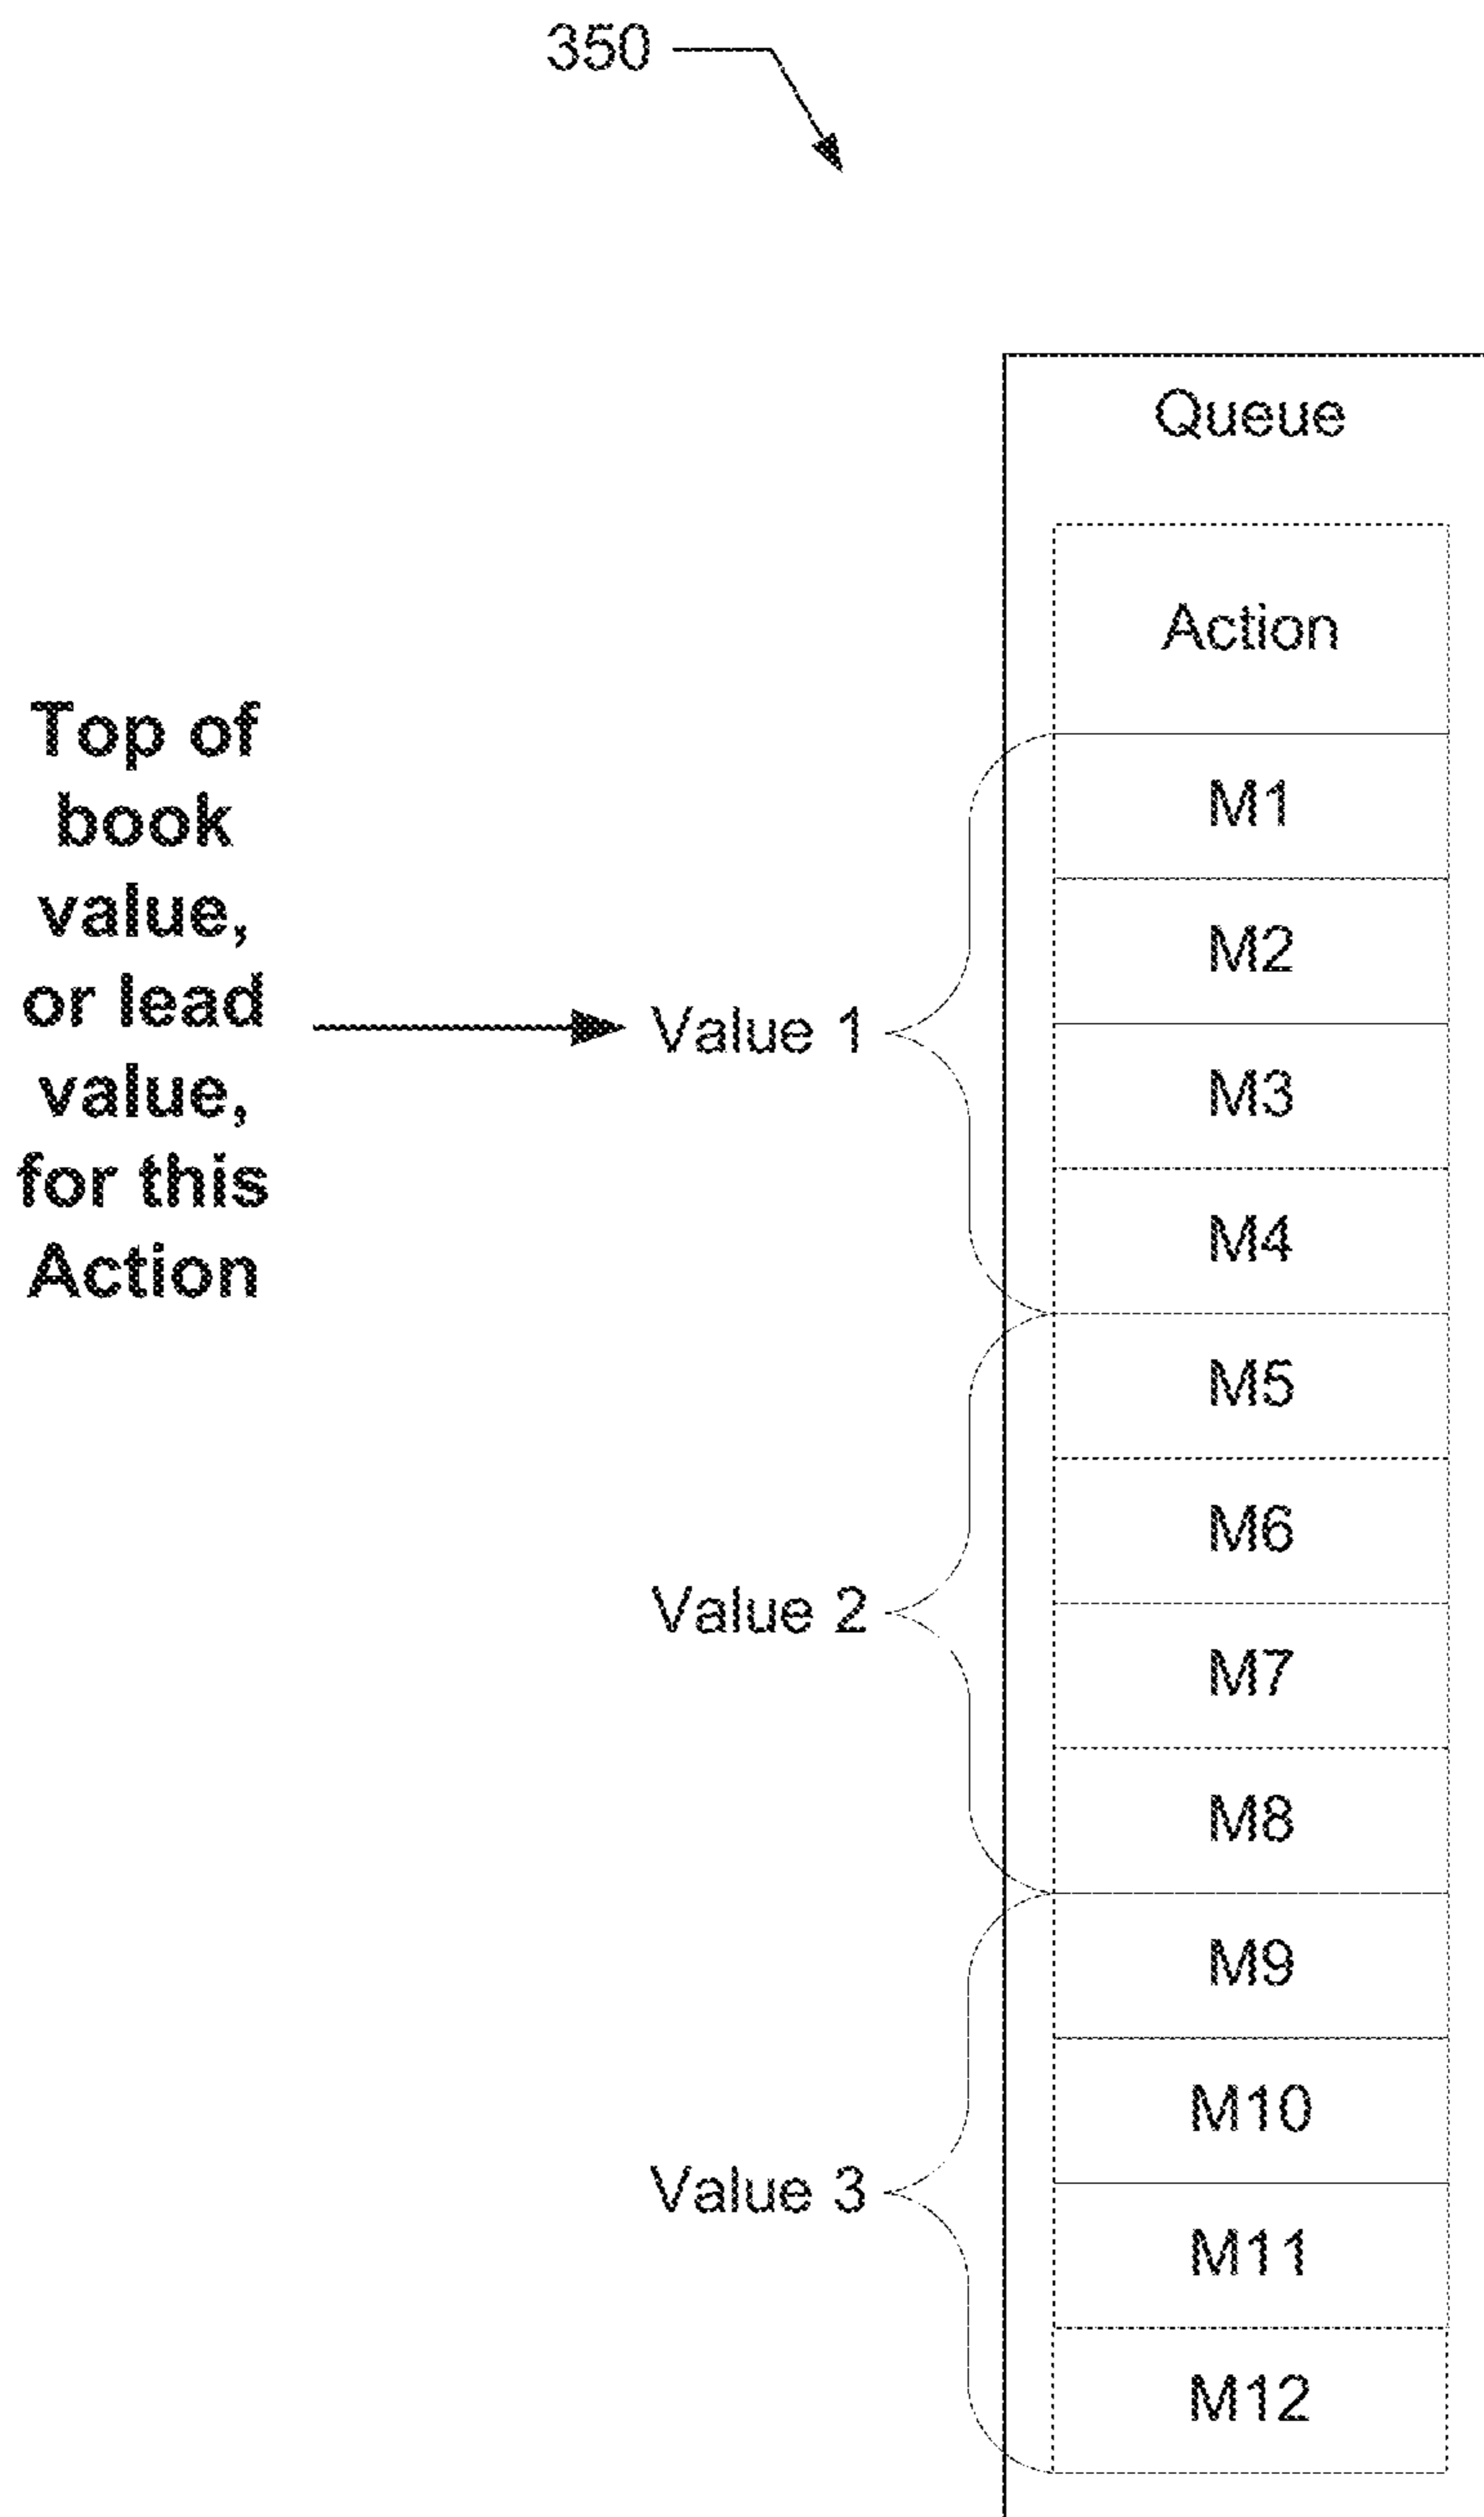 350
Queue
Action
Top of
book
value,
or lead
value,
for this
Action
Value 1
M1
M2
M3
M4
Value 2
M5
M6
M7
M8
Value 3
M9
M10
M11
M12